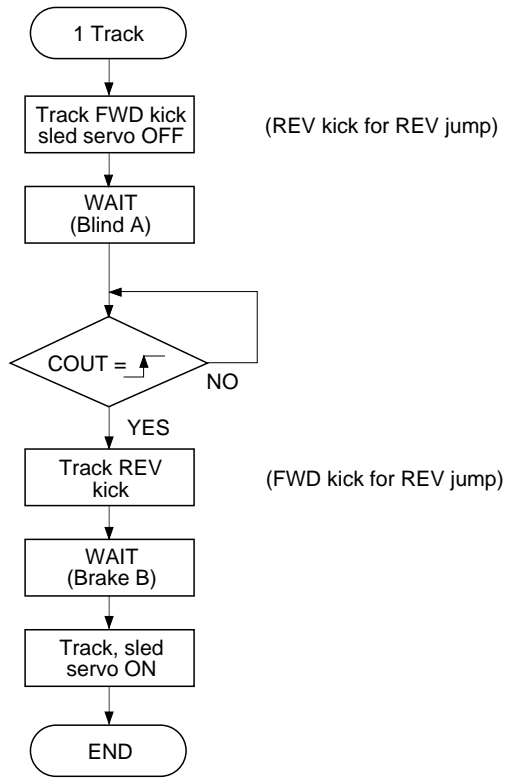 1 Track
Track FWD kick
sled servo OFF
(REV kick for REV jump)
WAIT
(Blind A)
COUT =
NO
YES
Track REV
kick
(FWD kick for REV jump)
WAIT
(Brake B)
Track, sled
servo ON
END